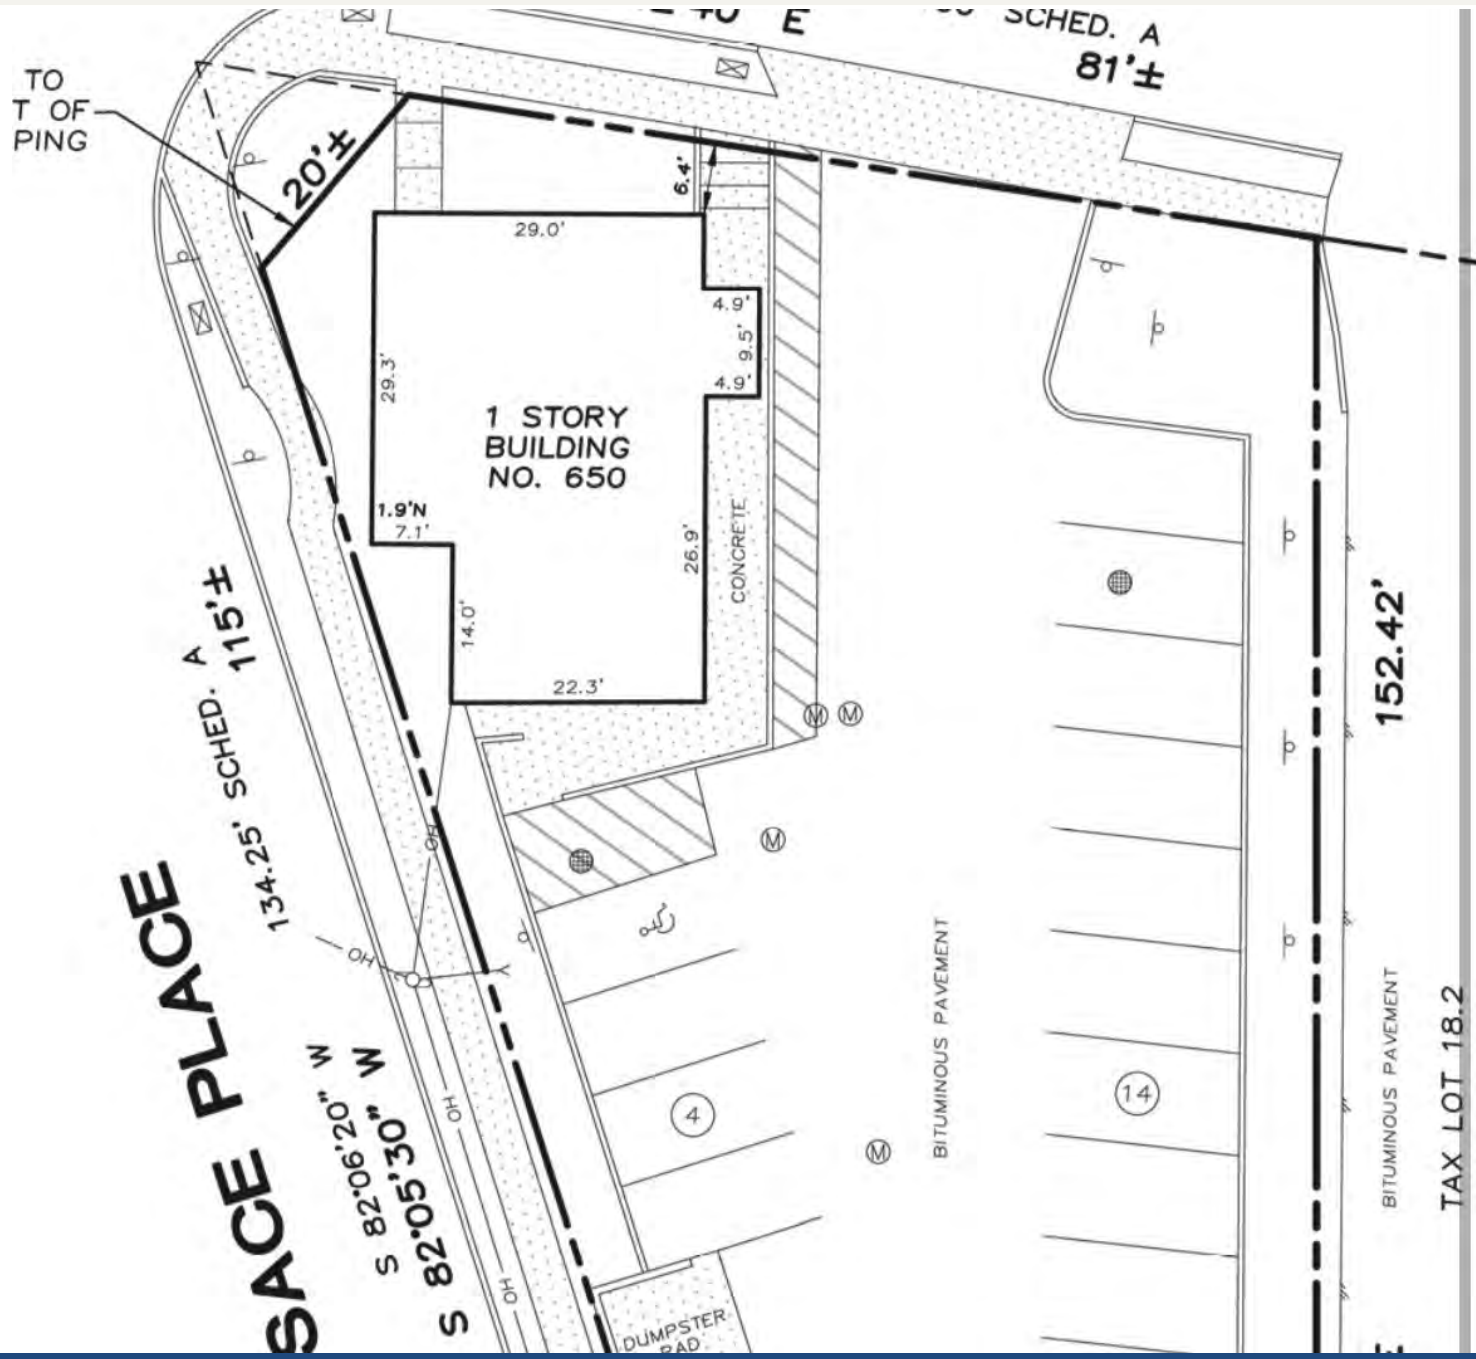 E
SCHED. A
81'±
TO
T OF
PING
20'±
6.4'
29.0'
4.9'
9.5'
4.9'
29.3'
1 STORY
BUILDING
NO. 650
1.9'N
7.1'
26.9'
CONCRETE
14.0'
22.3'
115'±
134.25' SCHED. A
152.42'
M
M
M
OH
OH
OH
OH
SACE PLACE
S 82°06'20" W
S 82°05'30" W
4
14
M
BITUMINOUS PAVEMENT
BITUMINOUS PAVEMENT
TAX LOT 18.2
DUMPSTER
PAD